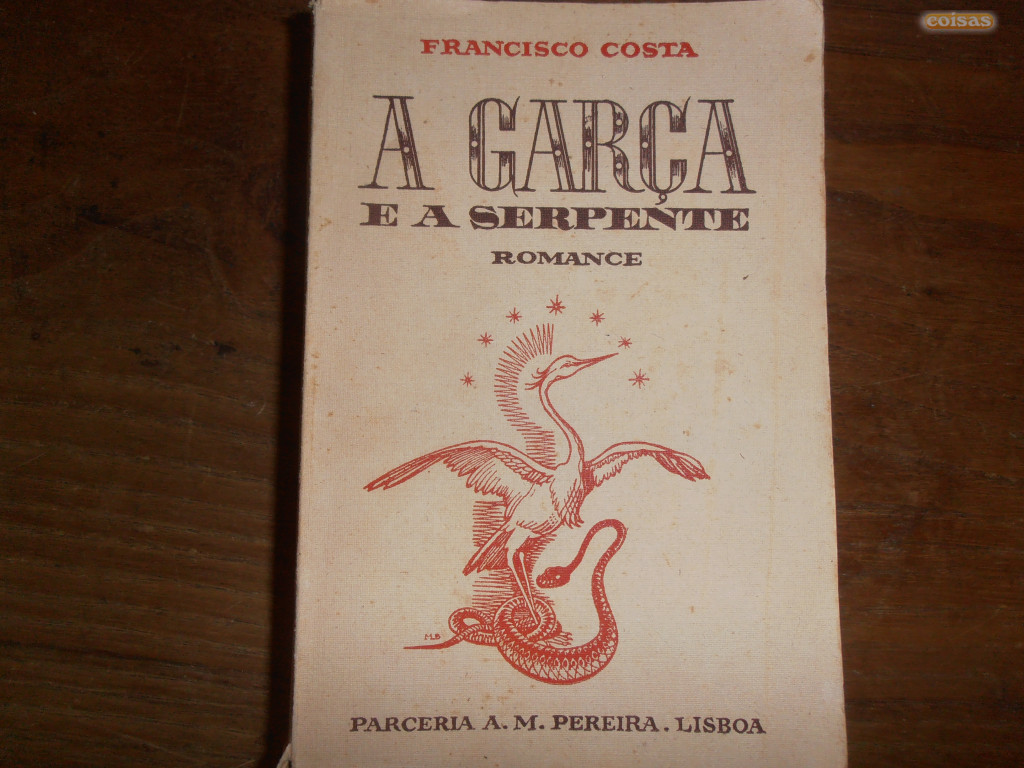 coisas
FRANCISCO COSTA
A GARÇA
E A SERPENTE
ROMANCE
MB
PARCERIA A. M. PEREIRA. LISBOA